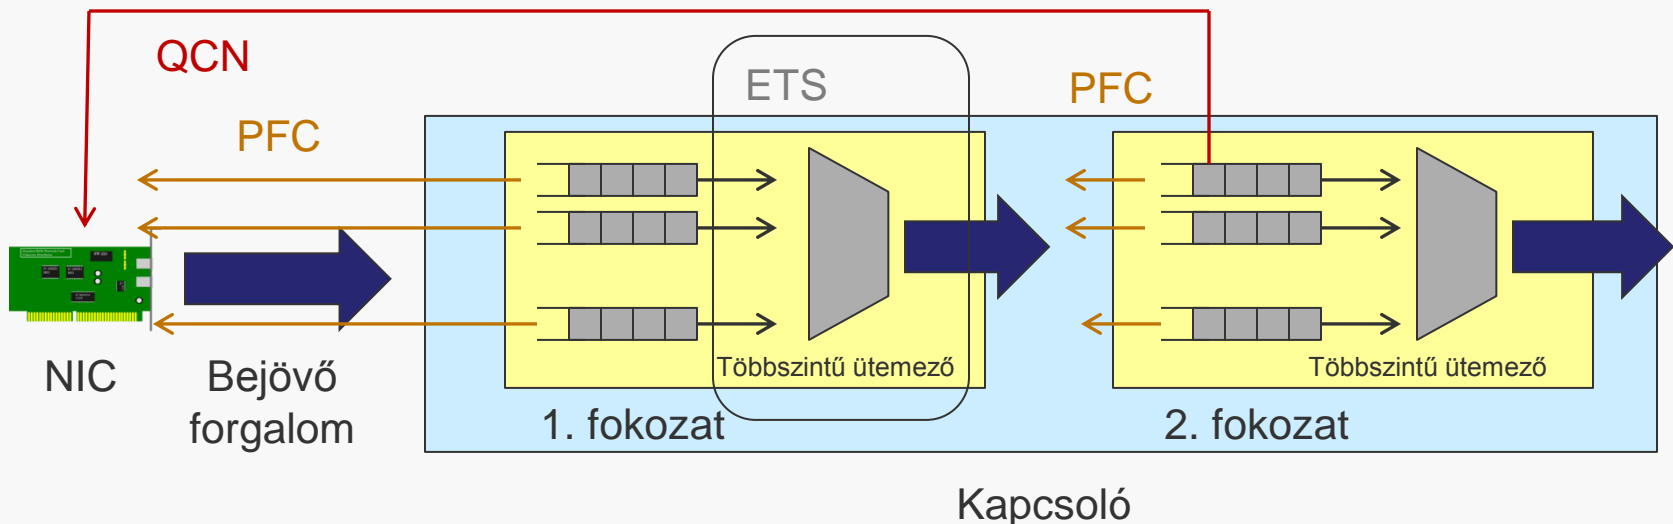 QCN
ETS
PFC
PFC
Többszintű ütemező
Többszintű ütemező
NIC
Bejövő
forgalom
1. fokozat
2. fokozat
Kapcsoló